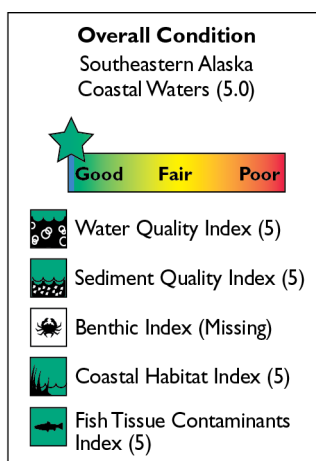 Overall Condition
Southeastern Alaska
Coastal Waters (5.0)
Good Fair Poor
Water Quality Index (5)
Sediment Quality Index (5)
Benthic Index (Missing)
Coastal Habitat Index (5)
Fish Tissue Contaminants
Index (5)